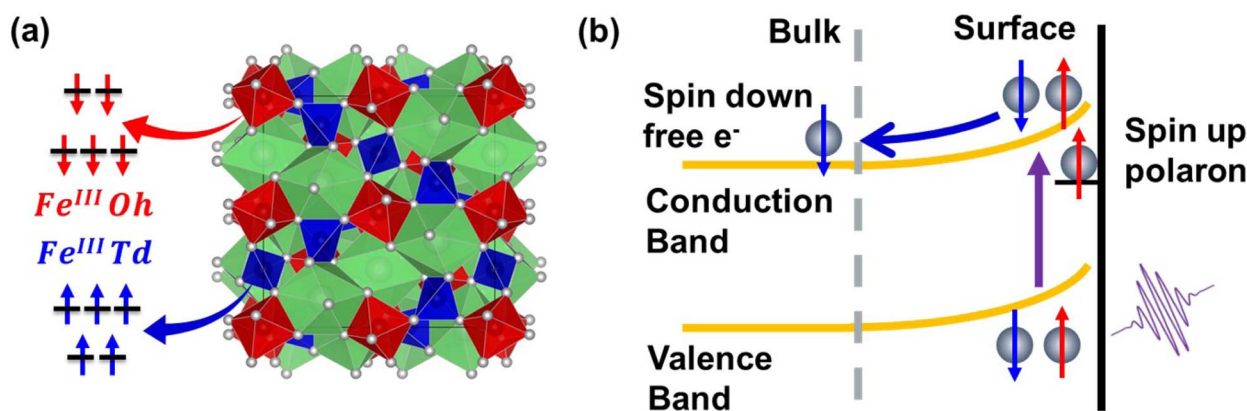 (a)
Fe^{III} Oh
Fe^{III} Td
(b)
Bulk
Surface
Spin down
free e⁻
Spin up
polaron
Conduction
Band
Valence
Band